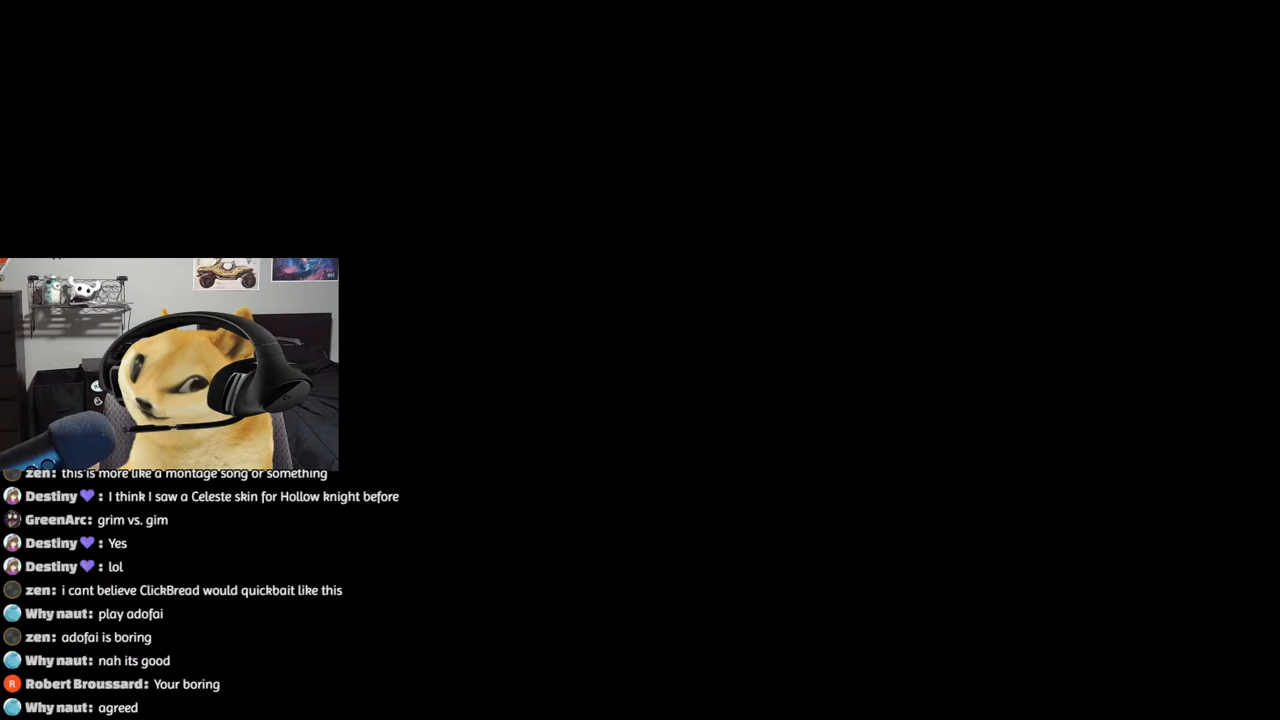 zen: this is more like a montage song or something
Destiny 💜 : I think I saw a Celeste skin for Hollow knight before
GreenArc: grim vs. gim
Destiny 💜 : Yes
Destiny 💜 : lol
zen: i cant believe ClickBread would quickbait like this
Why naut: play adofai
zen: adofai is boring
Why naut: nah its good
R Robert Broussard: Your boring
Why naut: agreed